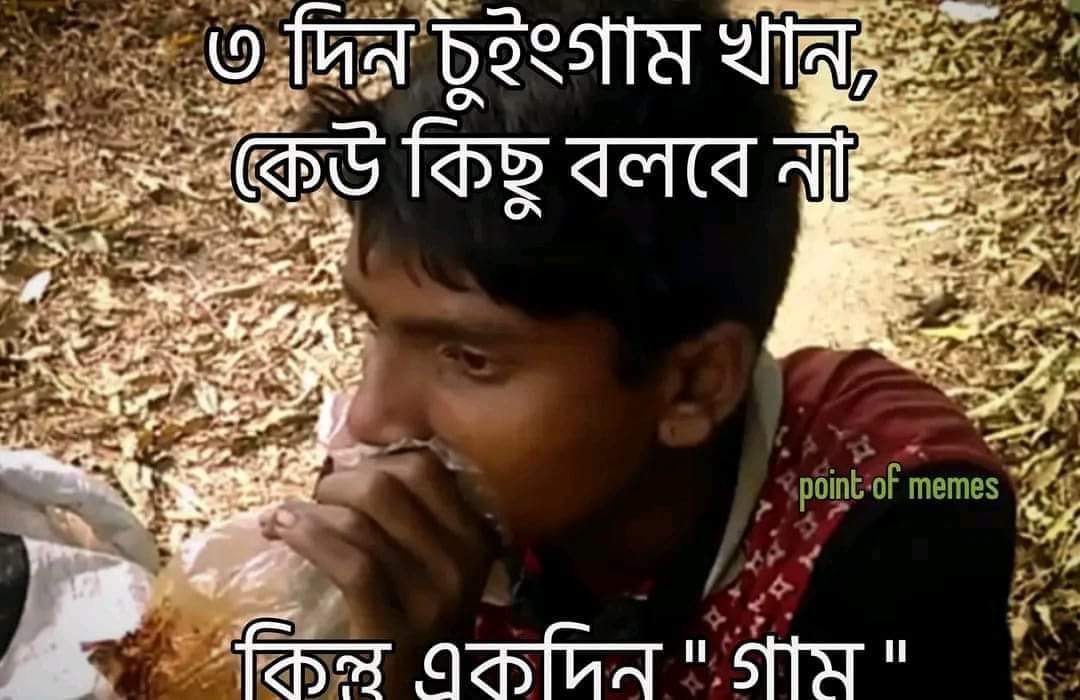 ৩ দিন চুইংগাম খান,
কেউ কিছু বলবে না
point of memes
কিন্তু একদিন " গাম "